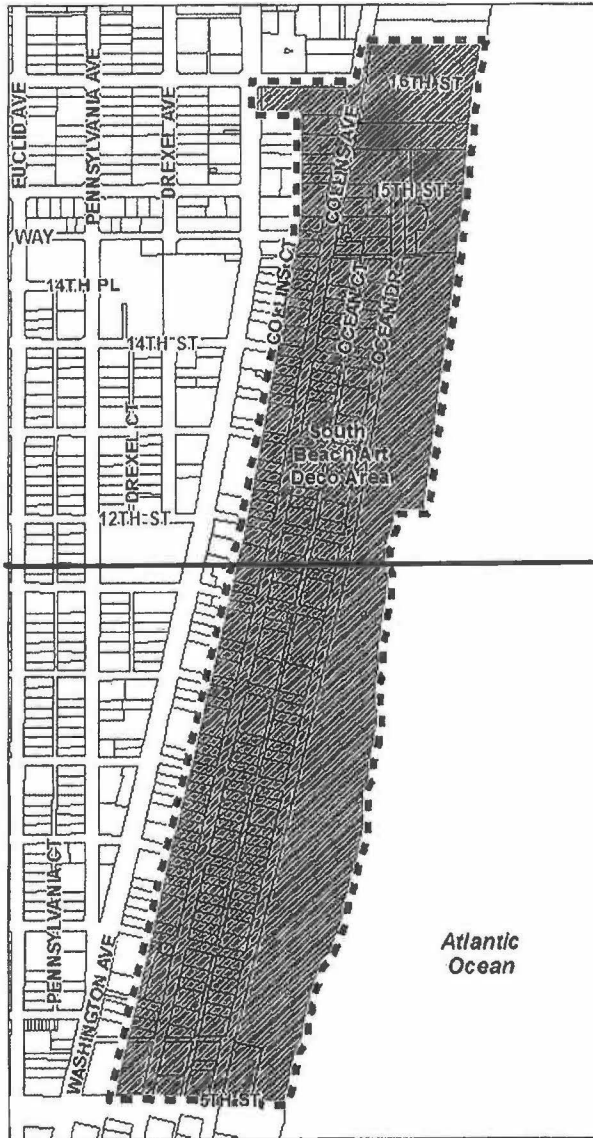 EUCLID AVE
PENNSYLVANIA AVE
DREXEL AVE
16TH ST
COLLINS AVE
15TH ST
WAY
COLLINS CT
OCEAN CT
OCEAN DR
14TH PL
14TH ST
DREXEL CT
South
Beach Art
Deco Area
12TH ST
PENNSYLVANIA CT
WASHINGTON AVE
Atlantic
Ocean
5TH ST